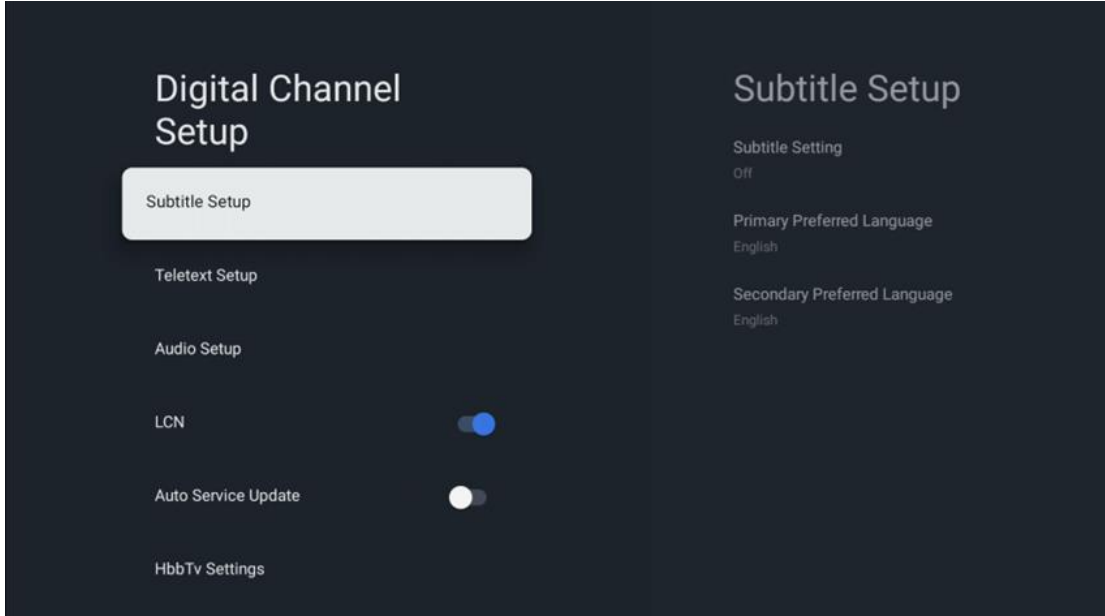 Digital Channel
Setup
Subtitle Setup
Teletext Setup
Audio Setup
LCN
Auto Service Update
HbbTv Settings
Subtitle Setup
Subtitle Setting
Off
Primary Preferred Language
English
Secondary Preferred Language
English